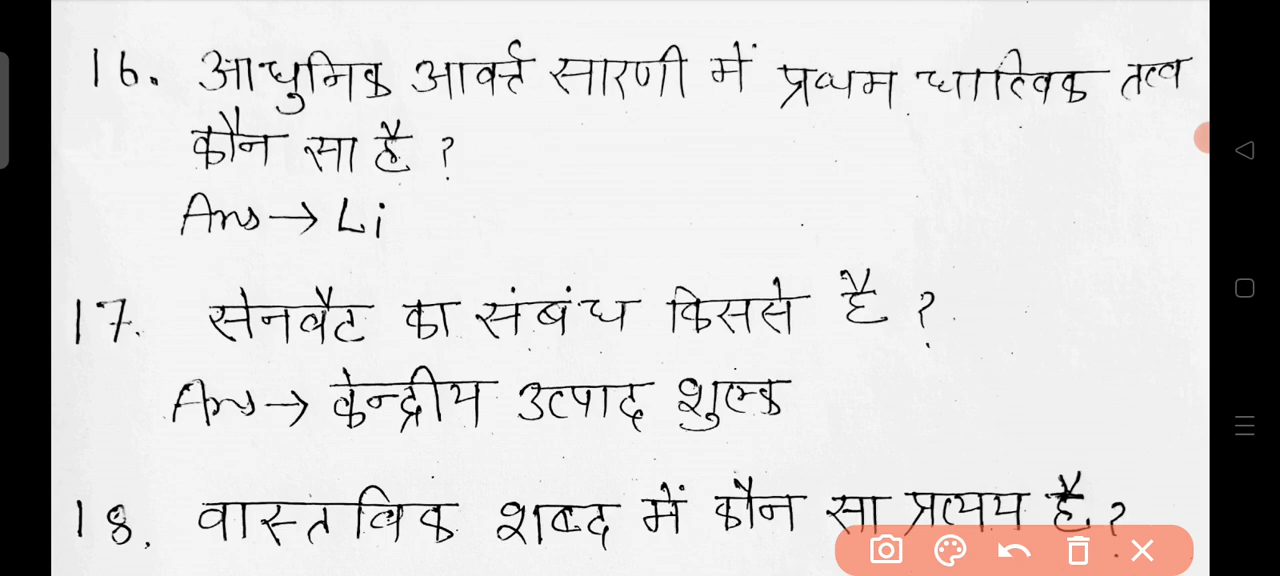 16. आधुनिक आवर्त सारणी में प्रथम धात्विक तत्व
कौन सा है ?
Ans → Li
17. सेनवैट का संबंध किससे है ?
Ans → केन्द्रीय उत्पाद शुल्क
18. वास्तविक शब्द में कौन सा प्रत्यय है ?